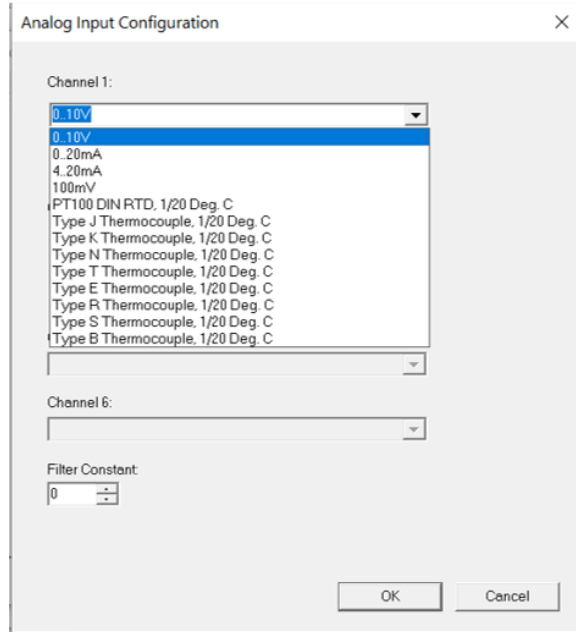 Analog Input Configuration
Channel 1:
0..10V
0..10V
0..20mA
4..20mA
100mV
PT100 DIN RTD, 1/20 Deg. C
Type J Thermocouple, 1/20 Deg. C
Type K Thermocouple, 1/20 Deg. C
Type N Thermocouple, 1/20 Deg. C
Type T Thermocouple, 1/20 Deg. C
Type E Thermocouple, 1/20 Deg. C
Type R Thermocouple, 1/20 Deg. C
Type S Thermocouple, 1/20 Deg. C
Type B Thermocouple, 1/20 Deg. C
Channel 6:
Filter Constant:
0
OK Cancel